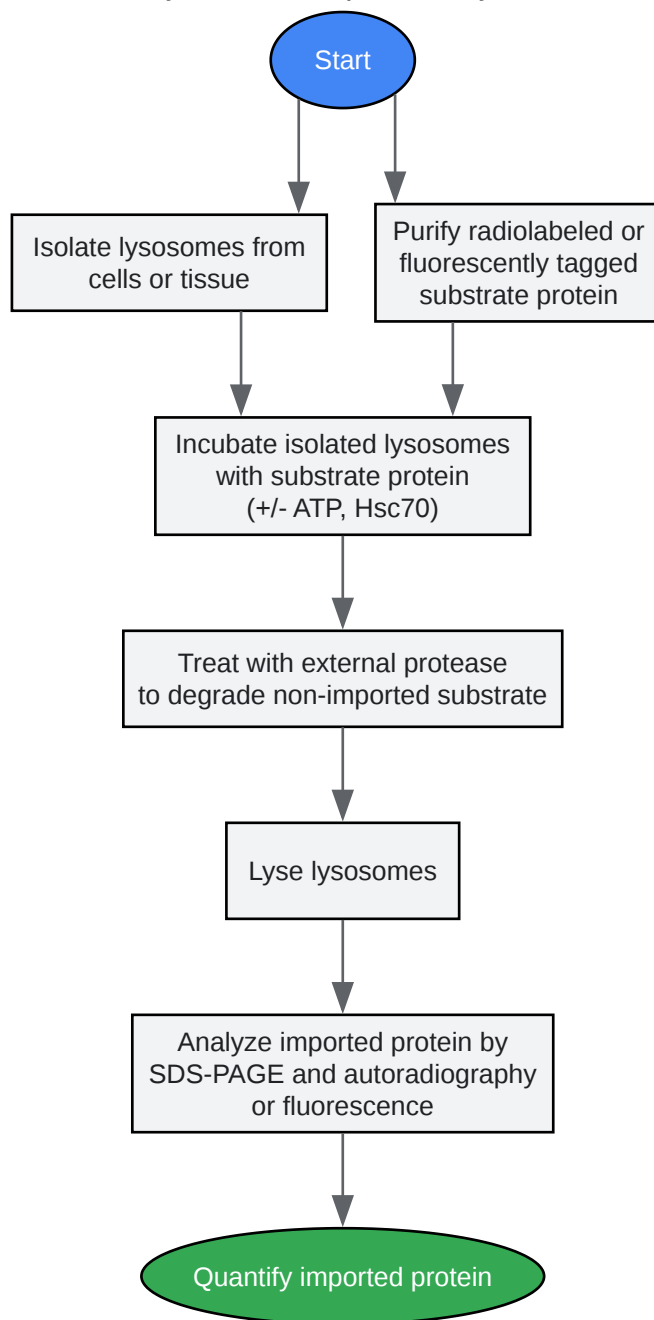 Start
Isolate lysosomes from
cells or tissue
Purify radiolabeled or
fluorescently tagged
substrate protein
Incubate isolated lysosomes
with substrate protein
(+/- ATP, Hsc70)
Treat with external protease
to degrade non-imported substrate
Lyse lysosomes
Analyze imported protein by
SDS-PAGE and autoradiography
or fluorescence
Quantify imported protein